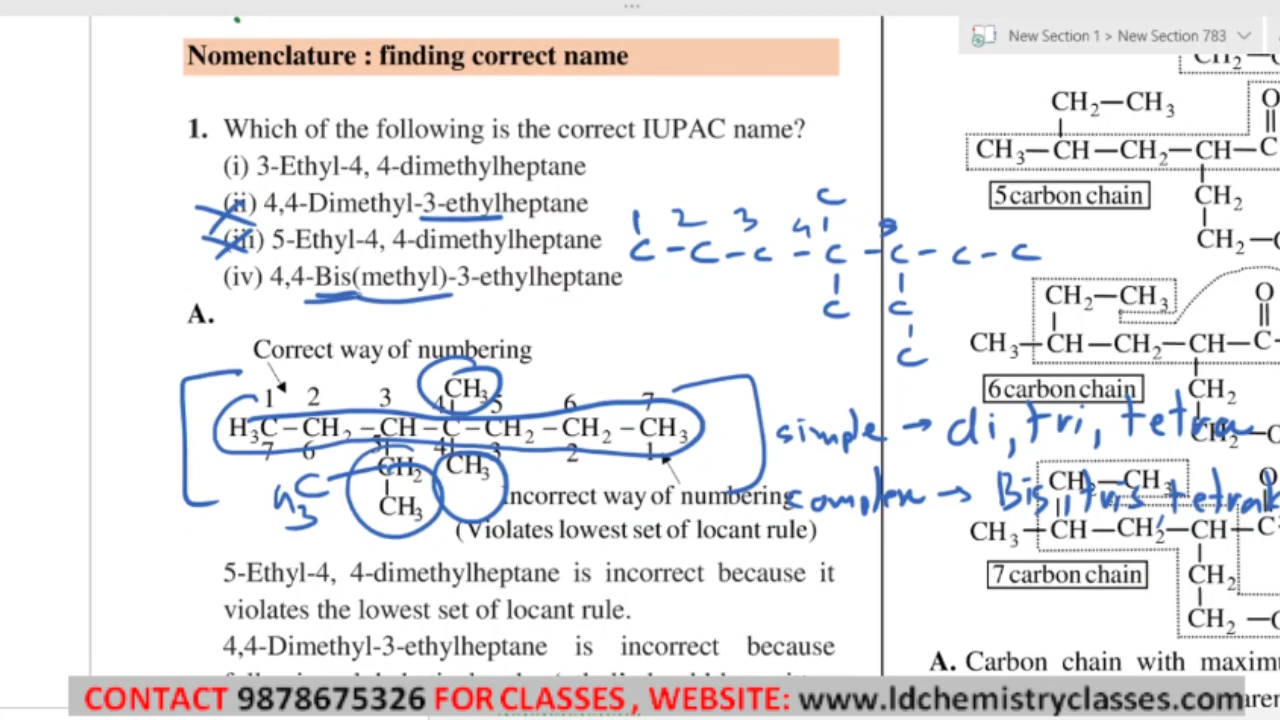 New Section 1 > New Section 783
Nomenclature : finding correct name
1. Which of the following is the correct IUPAC name?
(i) 3-Ethyl-4, 4-dimethylheptane
(ii) 4,4-Dimethyl-3-ethylheptane
(iii) 5-Ethyl-4, 4-dimethylheptane
(iv) 4,4-Bis(methyl)-3-ethylheptane
C
1 2 3 4
C – C – C – C – C – C – C
C C
C
A.
Correct way of numbering
CH3
1 2 3 4 5 6 7
H3C – CH2 – CH – C – CH2 – CH2 – CH3
7 6 5 4 3 2 1
CH2 CH3
CH3
H3C
Incorrect way of numbering
(Violates lowest set of locant rule)
simple → di, tri, tetra
complex → Bis, tris, tetrak
5-Ethyl-4, 4-dimethylheptane is incorrect because it
violates the lowest set of locant rule.
4,4-Dimethyl-3-ethylheptane is incorrect because
CH2–CH3 O
CH3–CH–CH2–CH–C
5 carbon chain
CH2
CH2
CH2–CH3 O
CH3–CH–CH2–CH–C–
6 carbon chain
CH2
CH2
CH2–CH3
CH3–CH–CH2–CH–C
7 carbon chain
CH2
CH2
A. Carbon chain with maxim
CONTACT 9878675326 FOR CLASSES , WEBSITE: www.ldchemistryclasses.com